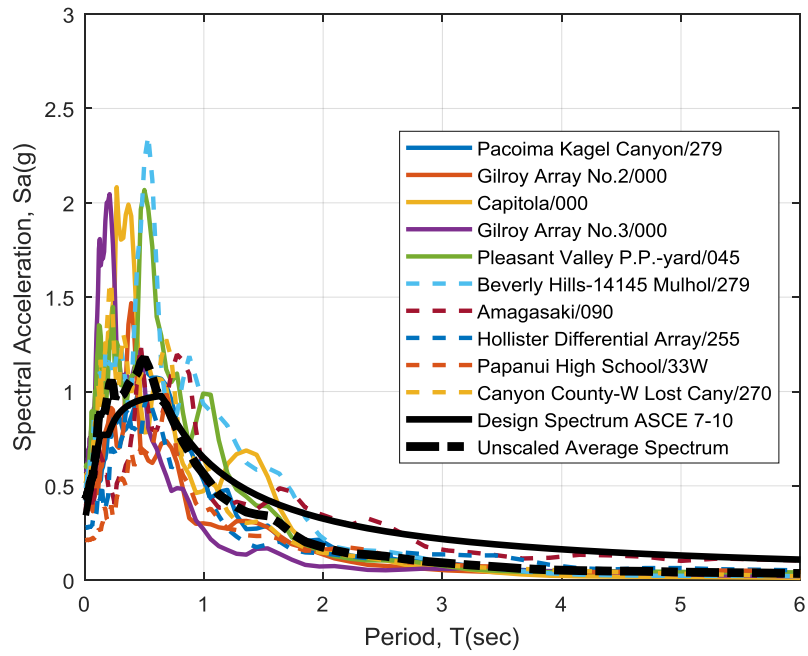 3
2.5
2
1.5
1
0.5
0
Spectral Acceleration, Sa(g)
Pacoima Kagel Canyon/279
Gilroy Array No.2/000
Capitola/000
Gilroy Array No.3/000
Pleasant Valley P.P.-yard/045
Beverly Hills-14145 Mulhol/279
Amagasaki/090
Hollister Differential Array/255
Papanui High School/33W
Canyon County-W Lost Cany/270
Design Spectrum ASCE 7-10
Unscaled Average Spectrum
0 1 2 3 4 5 6
Period, T(sec)